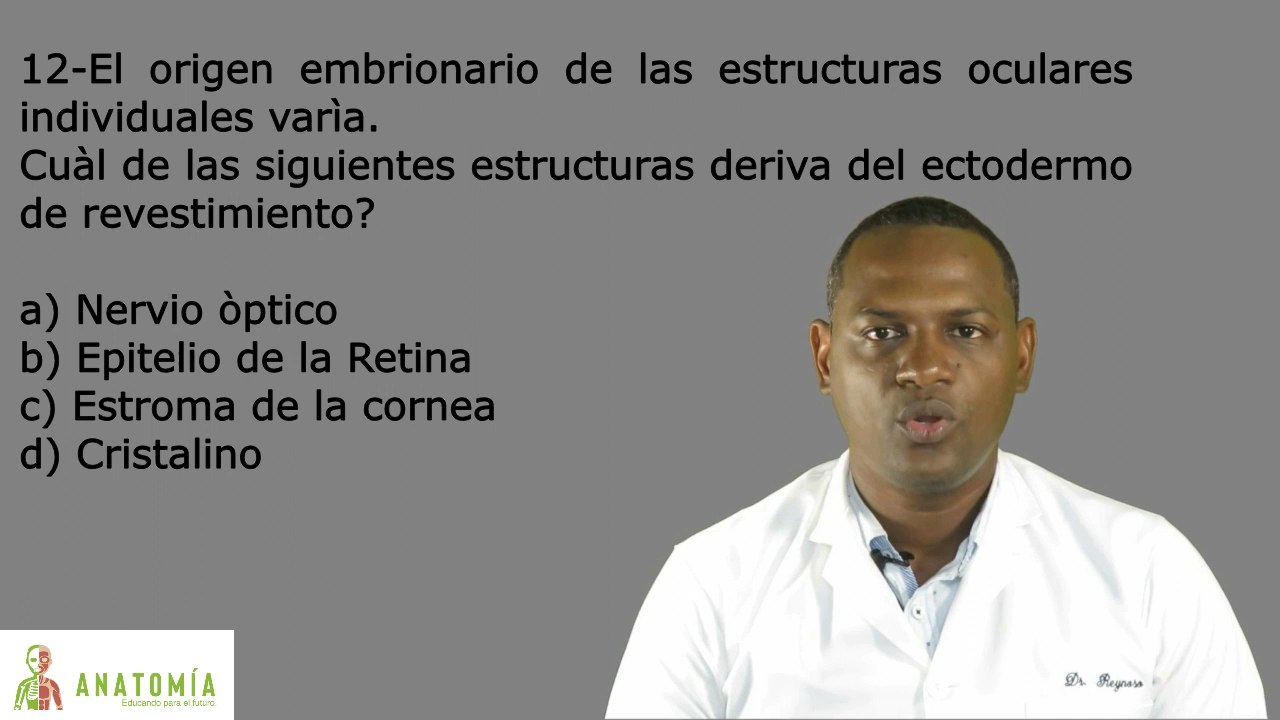 12-El origen embrionario de las estructuras oculares
individuales varìa.
Cuàl de las siguientes estructuras deriva del ectodermo
de revestimiento?
a) Nervio òptico
b) Epitelio de la Retina
c) Estroma de la cornea
d) Cristalino
Dr. Reynoso
ANATOMÍA
Educando para el futuro.